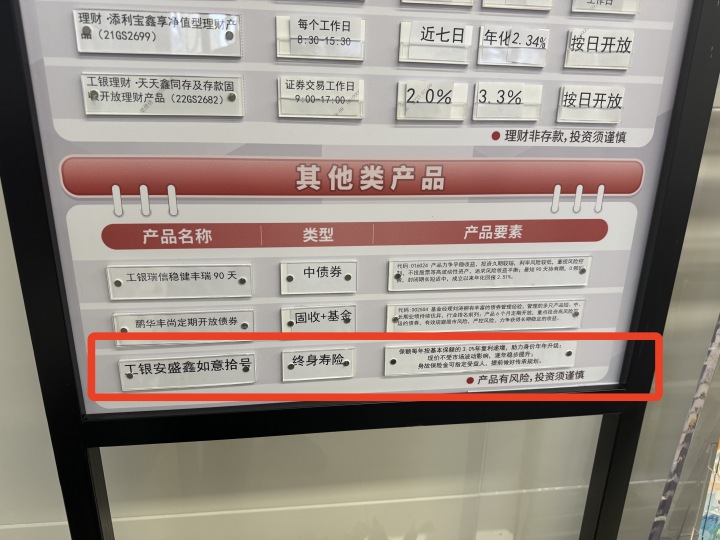 理财·添利宝鑫享净值型理财产
品（21GS2699）
每个工作日
8:30-15:30
近七日
年化2.34%
按日开放
工银理财·天天鑫同存及存款固
收开放理财产品（22GS2682）
证券交易工作日
9:00-17:00
2.0%
3.3%
按日开放
理财非存款,投资须谨慎
其他类产品
产品名称
类型
产品要素
工银瑞信稳健丰瑞90天
中债券
鹏华丰尚定期开放债券
固收+基金
工银安盛鑫如意拾号
终身寿险
保额每年按基本保额的3.0%年复利递增，助力身价年年升级；
现价不受市场波动影响，逐年稳步提升；
身故保险金可指定受益人，提前做好传承规划。
产品有风险,投资须谨慎